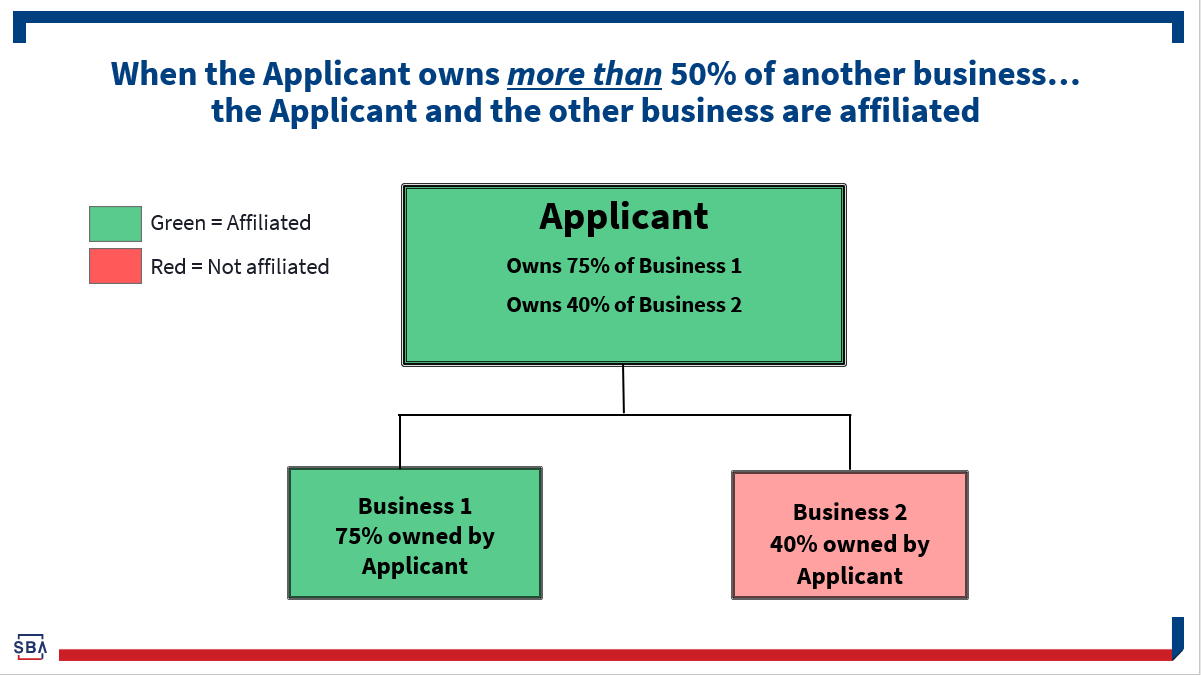 When the Applicant owns more than 50% of another business…
the Applicant and the other business are affiliated
Green = Affiliated
Red = Not affiliated
Applicant
Owns 75% of Business 1
Owns 40% of Business 2
Business 1
75% owned by
Applicant
Business 2
40% owned by
Applicant
SBA